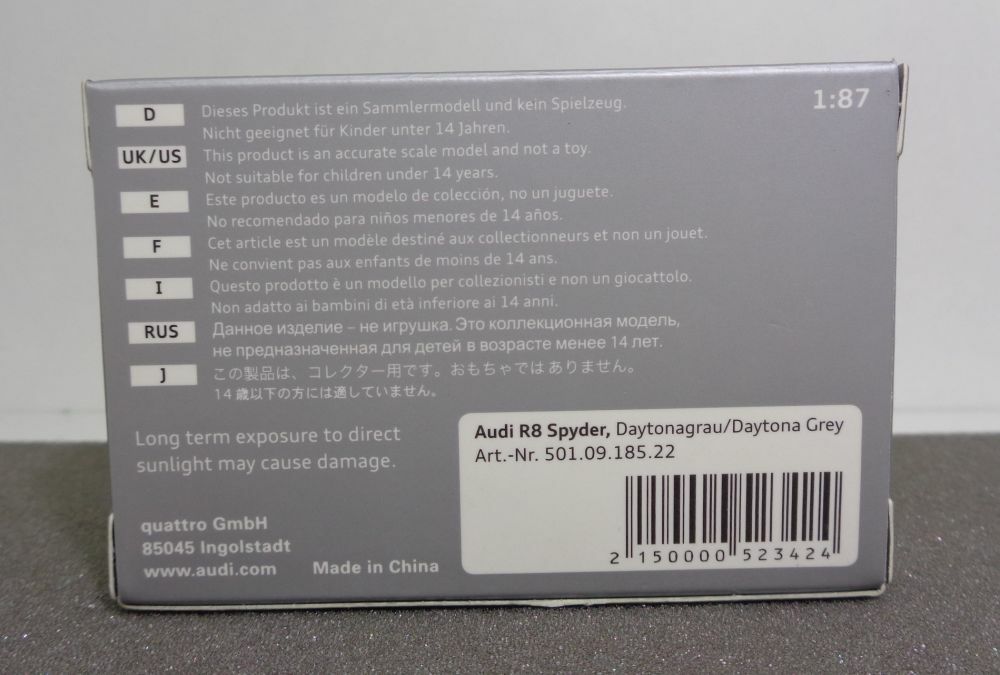 1:87
D
Dieses Produkt ist ein Sammlermodell und kein Spielzeug.
Nicht geeignet für Kinder unter 14 Jahren.
UK/US
This product is an accurate scale model and not a toy.
Not suitable for children under 14 years.
E
Este producto es un modelo de colección, no un juguete.
No recomendado para niños menores de 14 años.
F
Cet article est un modèle destiné aux collectionneurs et non un jouet.
Ne convient pas aux enfants de moins de 14 ans.
I
Questo prodotto è un modello per collezionisti e non un giocattolo.
Non adatto ai bambini di età inferiore ai 14 anni.
RUS
Данное изделие – не игрушка. Это коллекционная модель,
не предназначенная для детей в возрасте менее 14 лет.
J
この製品は、コレクター用です。おもちゃではありません。
14 歳以下の方には適していません。
Long term exposure to direct
sunlight may cause damage.
quattro GmbH
85045 Ingolstadt
www.audi.com
Made in China
Audi R8 Spyder, Daytonagrau/Daytona Grey
Art.-Nr. 501.09.185.22
2 150000 523424